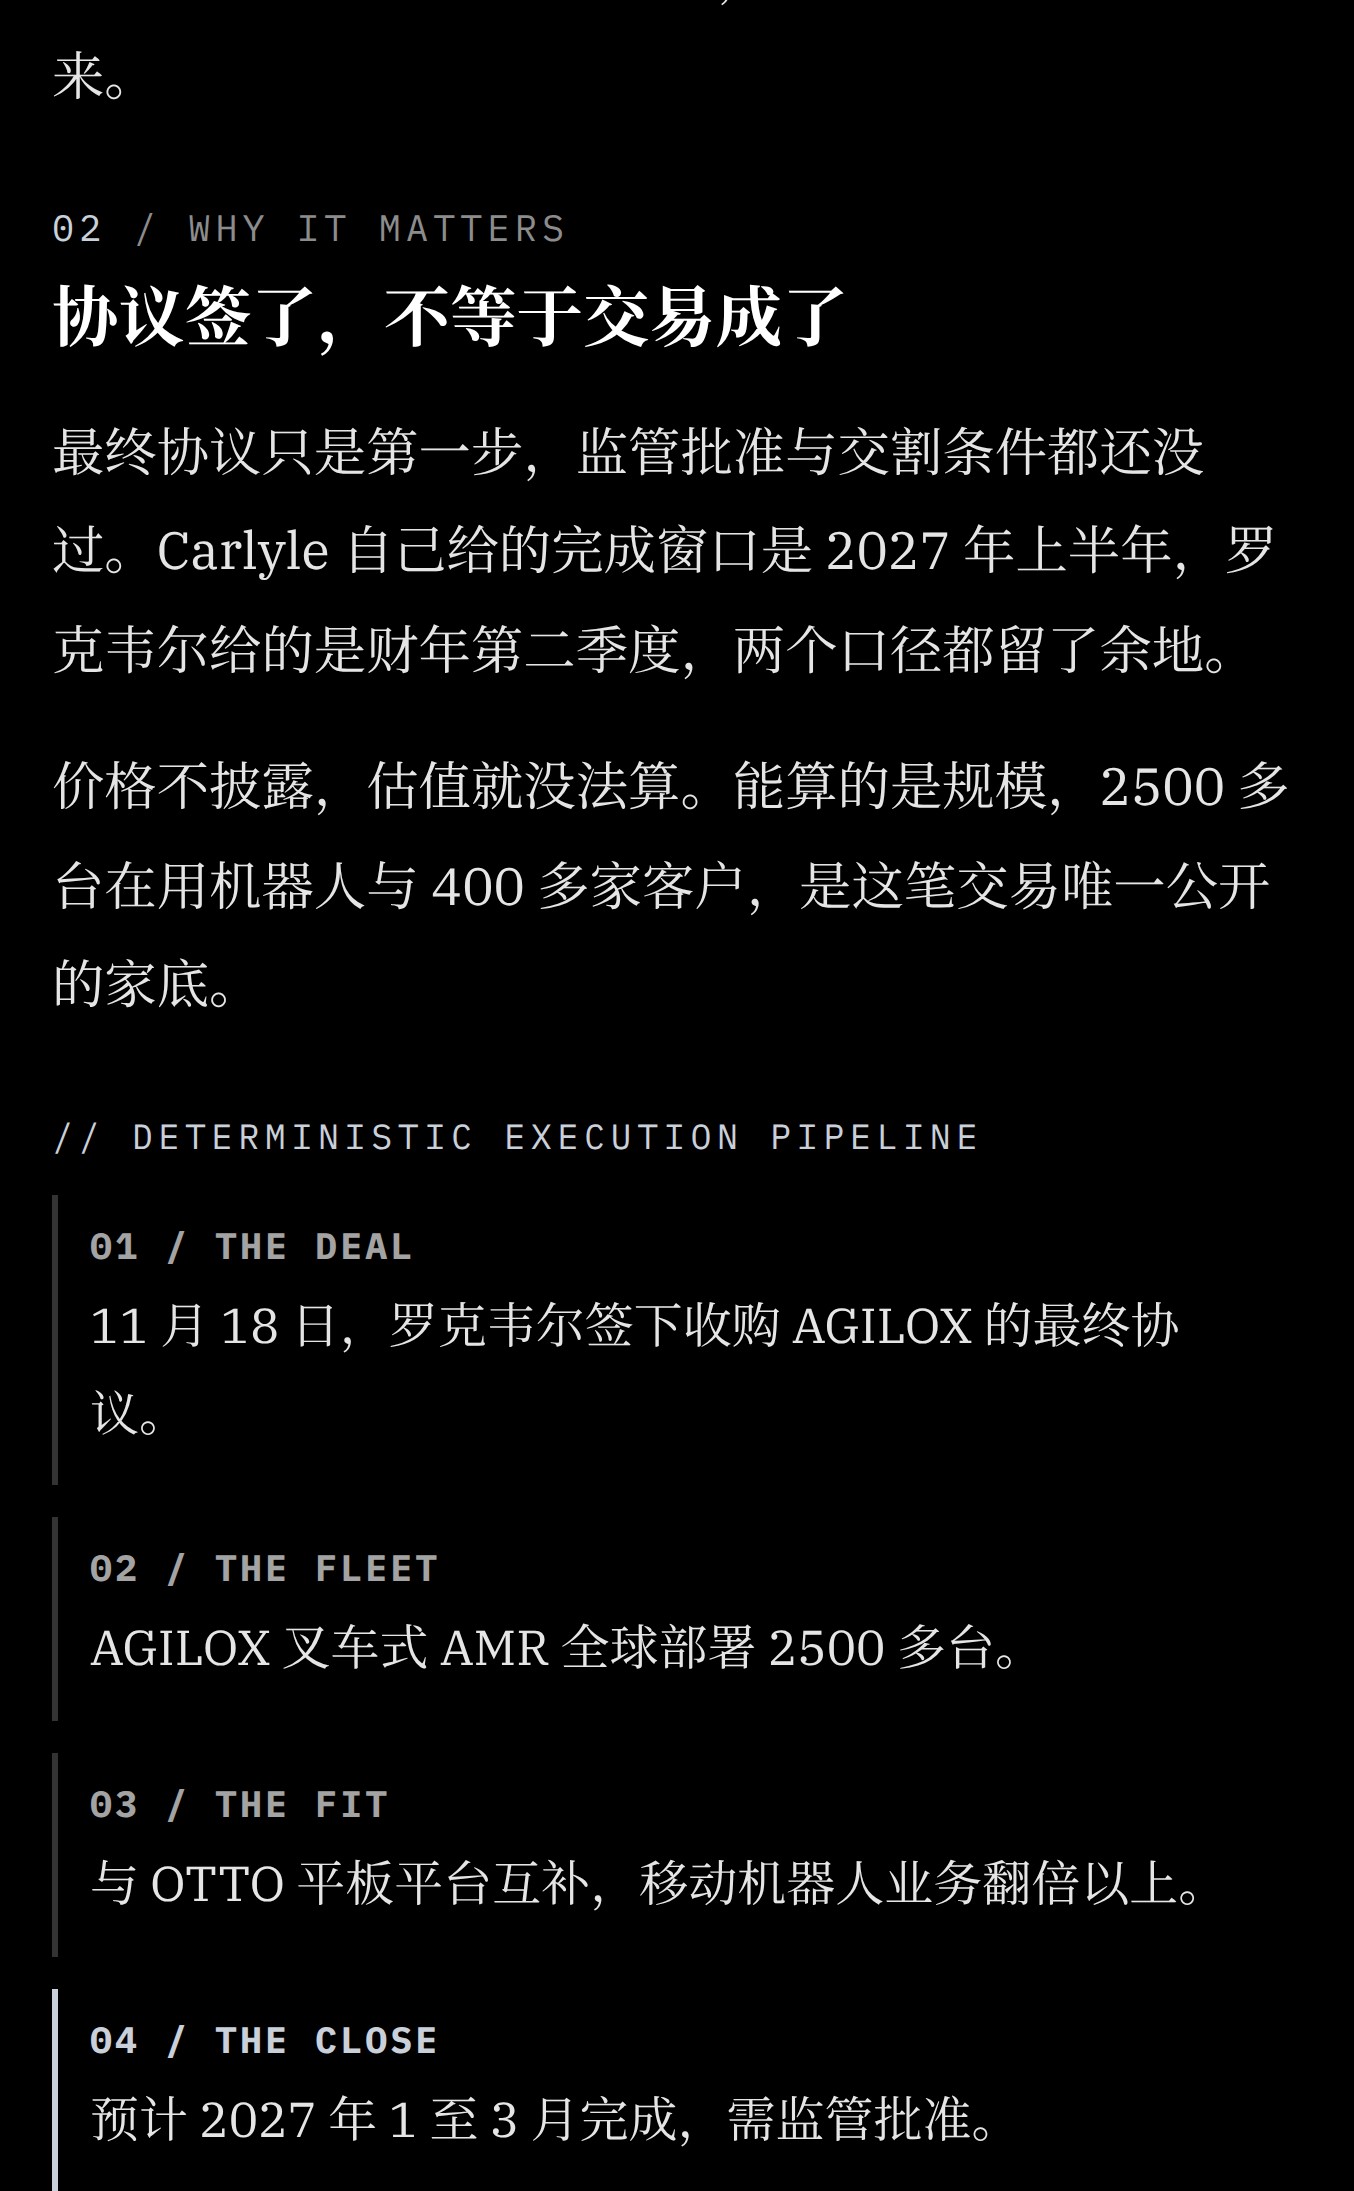 来。
02 / WHY IT MATTERS
协议签了，不等于交易成了
最终协议只是第一步，监管批准与交割条件都还没
过。Carlyle 自己给的完成窗口是 2027 年上半年，罗
克韦尔给的是财年第二季度，两个口径都留了余地。
价格不披露，估值就没法算。能算的是规模，2500 多
台在用机器人与 400 多家客户，是这笔交易唯一公开
的家底。
// DETERMINISTIC EXECUTION PIPELINE
01 / THE DEAL
11 月 18 日，罗克韦尔签下收购 AGILOX 的最终协
议。
02 / THE FLEET
AGILOX 叉车式 AMR 全球部署 2500 多台。
03 / THE FIT
与 OTTO 平板平台互补，移动机器人业务翻倍以上。
04 / THE CLOSE
预计 2027 年 1 至 3 月完成，需监管批准。